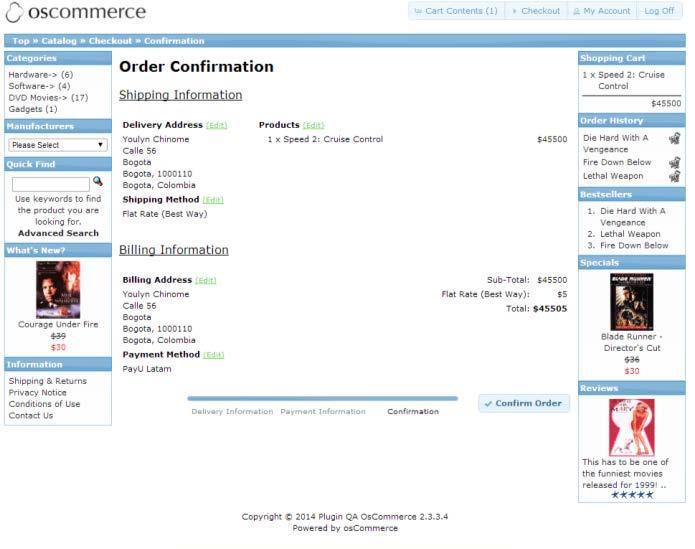 oscommerce
Cart Contents (1)
Checkout
My Account
Log Off
Top » Catalog » Checkout » Confirmation
Categories
Hardware-> (6)
Software-> (4)
DVD Movies-> (17)
Gadgets (1)
Manufacturers
Please Select
Quick Find
Use keywords to find
the product you are
looking for.
Advanced Search
What's New?
Courage Under Fire
$39
$30
Information
Shipping & Returns
Privacy Notice
Conditions of Use
Contact Us
Order Confirmation
Shipping Information
Delivery Address (Edit)
Youlyn Chinome
Calle 56
Bogota
Bogota, 1000110
Bogota, Colombia
Shipping Method (Edit)
Flat Rate (Best Way)
Products (Edit)
1 x Speed 2: Cruise Control $45500
Billing Information
Billing Address (Edit)
Youlyn Chinome
Calle 56
Bogota
Bogota, 1000110
Bogota, Colombia
Payment Method (Edit)
PayU Latam
Sub-Total: $45500
Flat Rate (Best Way): $5
Total: $45505
Delivery Information Payment Information Confirmation
Confirm Order
Shopping Cart
1 x Speed 2: Cruise
Control
$45500
Order History
Die Hard With A
Vengeance
Fire Down Below
Lethal Weapon
Bestsellers
1. Die Hard With A
Vengeance
2. Lethal Weapon
3. Fire Down Below
Specials
BLADE RUNNER
Blade Runner -
Director's Cut
$36
$30
Reviews
MARY
This has to be one of
the funniest movies
released for 1999! ..
Copyright © 2014 Plugin QA OsCommerce 2.3.3.4
Powered by osCommerce